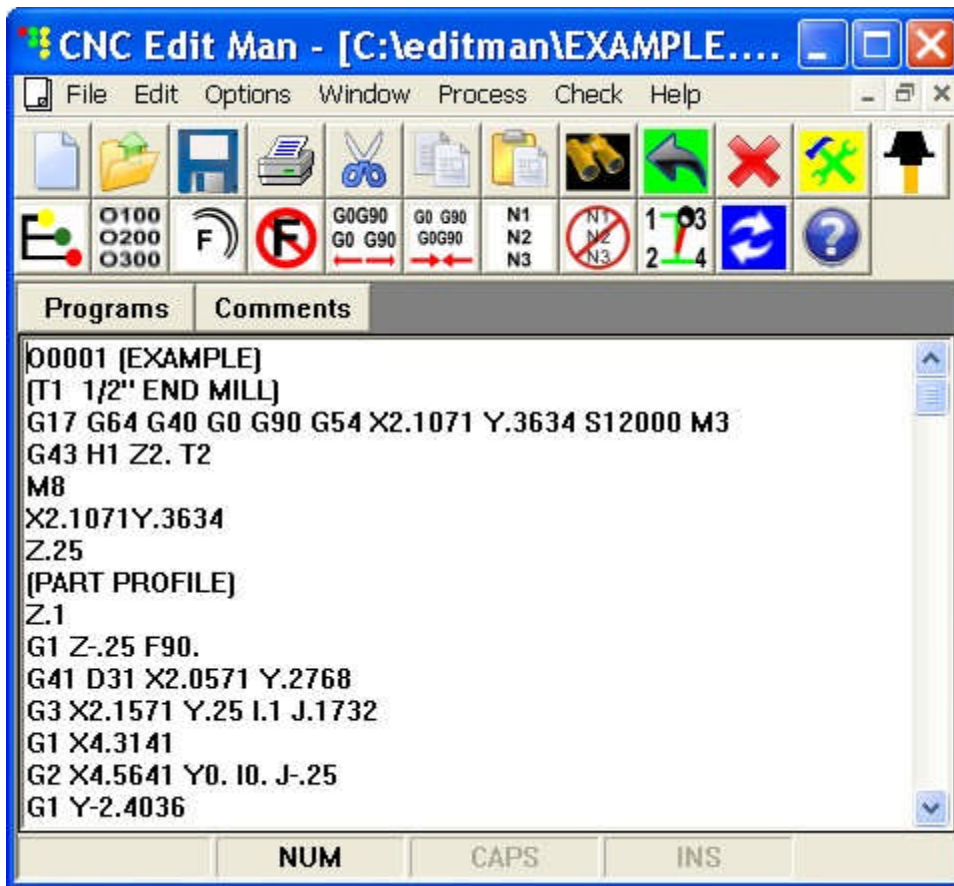 CNC Edit Man - [C:\editman\EXAMPLE....
File Edit Options Window Process Check Help
O100
O200
O300
F
F
G0G90
G0 G90
G0 G90
G0G90
N1
N2
N3
N1
N2
N3
1 3
2 4
?
Programs Comments
O0001 (EXAMPLE)
(T1 1/2" END MILL)
G17 G64 G40 G0 G90 G54 X2.1071 Y.3634 S12000 M3
G43 H1 Z2. T2
M8
X2.1071Y.3634
Z.25
(PART PROFILE)
Z.1
G1 Z-.25 F90.
G41 D31 X2.0571 Y.2768
G3 X2.1571 Y.25 I.1 J.1732
G1 X4.3141
G2 X4.5641 Y0. I0. J-.25
G1 Y-2.4036
NUM CAPS INS